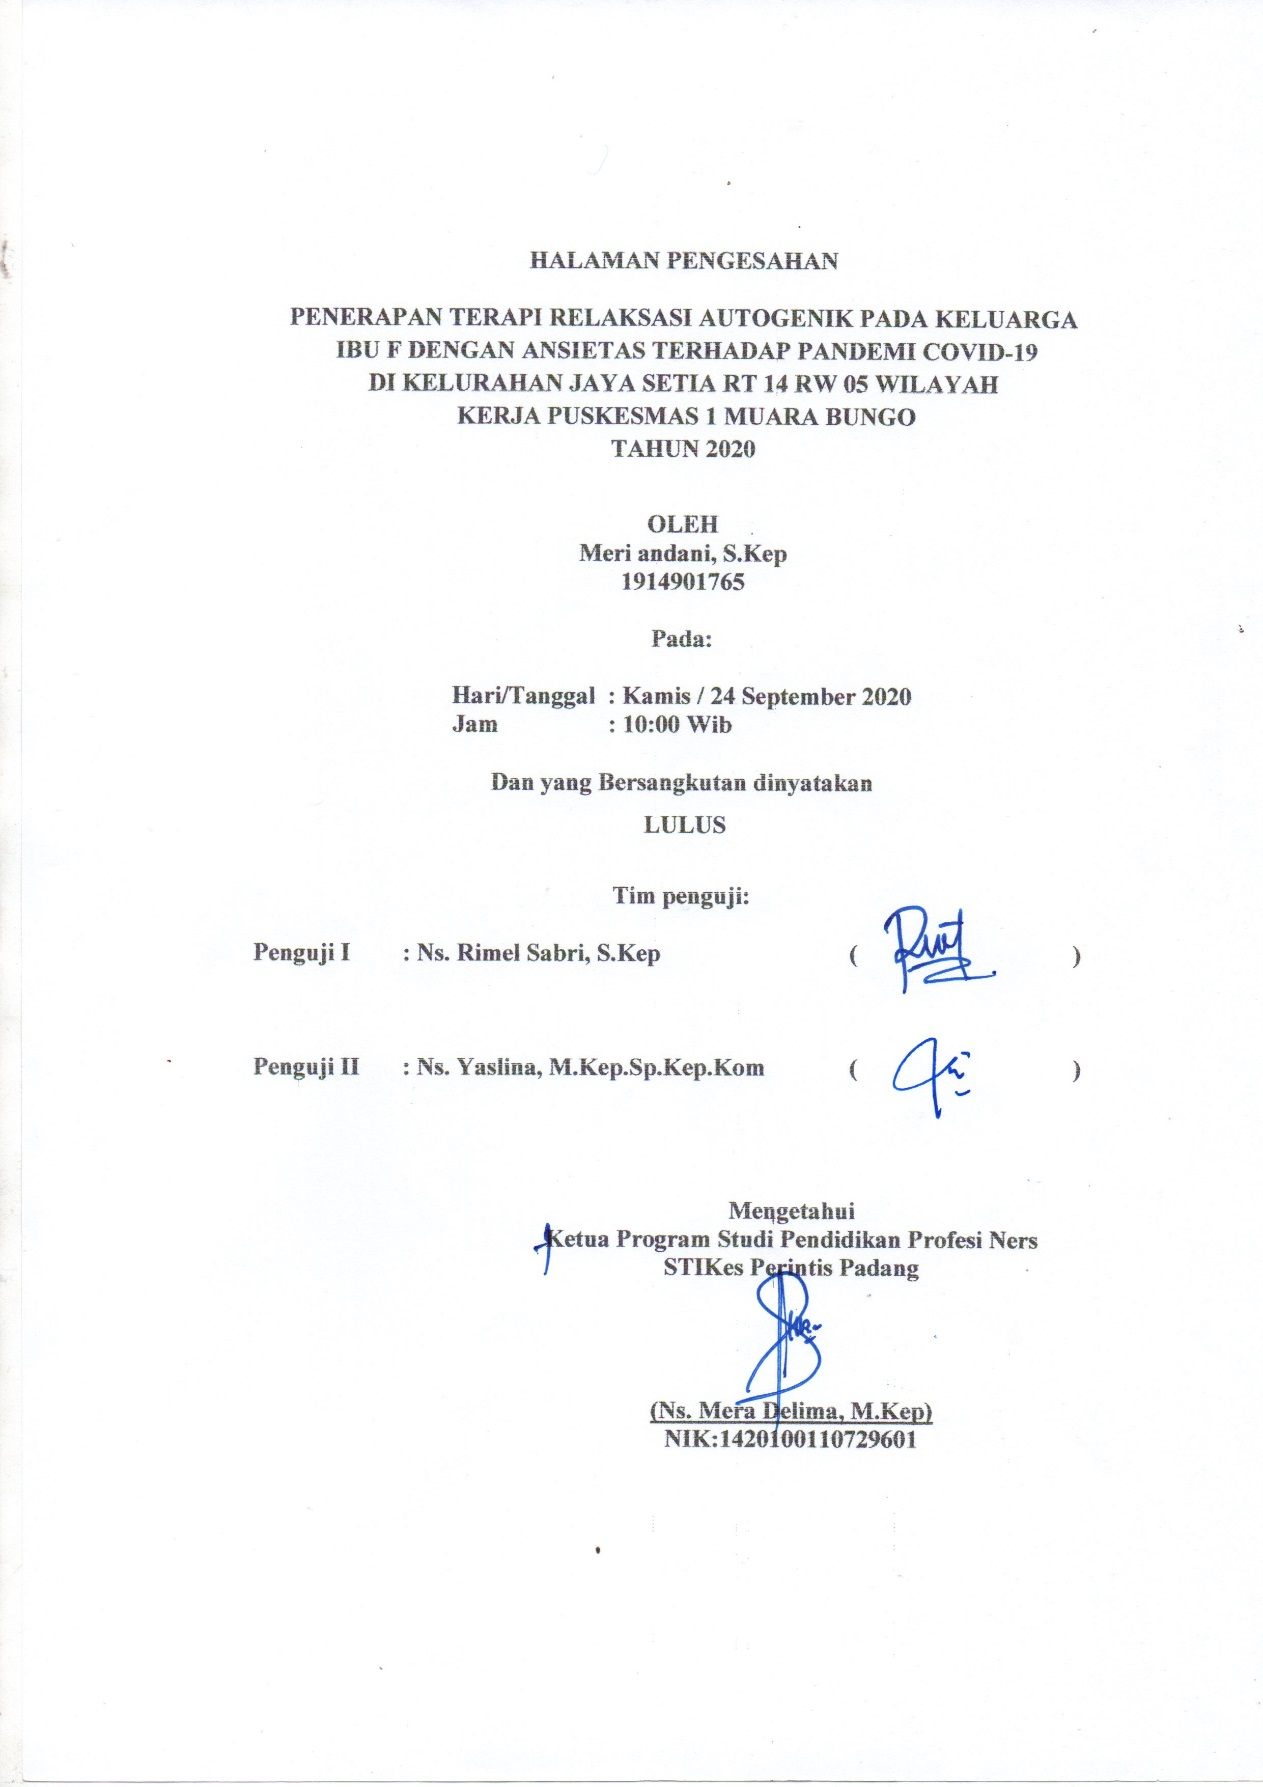 HALAMAN PENGESAHAN
PENERAPAN TERAPI RELAKSASI AUTOGENIK PADA KELUARGA
IBU F DENGAN ANSIETAS TERHADAP PANDEMI COVID-19
DI KELURAHAN JAYA SETIA RT 14 RW 05 WILAYAH
KERJA PUSKESMAS 1 MUARA BUNGO
TAHUN 2020
OLEH
Meri andani, S.Kep
1914901765
Pada:
Hari/Tanggal : Kamis / 24 September 2020
Jam : 10:00 Wib
Dan yang Bersangkutan dinyatakan
LULUS
Tim penguji:
Penguji I : Ns. Rimel Sabri, S.Kep ( )
Penguji II : Ns. Yaslina, M.Kep.Sp.Kep.Kom ( )
Mengetahui
Ketua Program Studi Pendidikan Profesi Ners
STIKes Perintis Padang
(Ns. Mera Delima, M.Kep)
NIK:1420100110729601